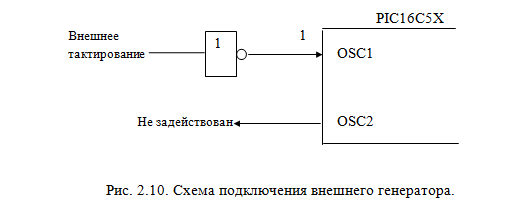 PIC16C5X
Внешнее
тактирование
1
1
OSC1
Не задействован
OSC2
Рис. 2.10. Схема подключения внешнего генератора.